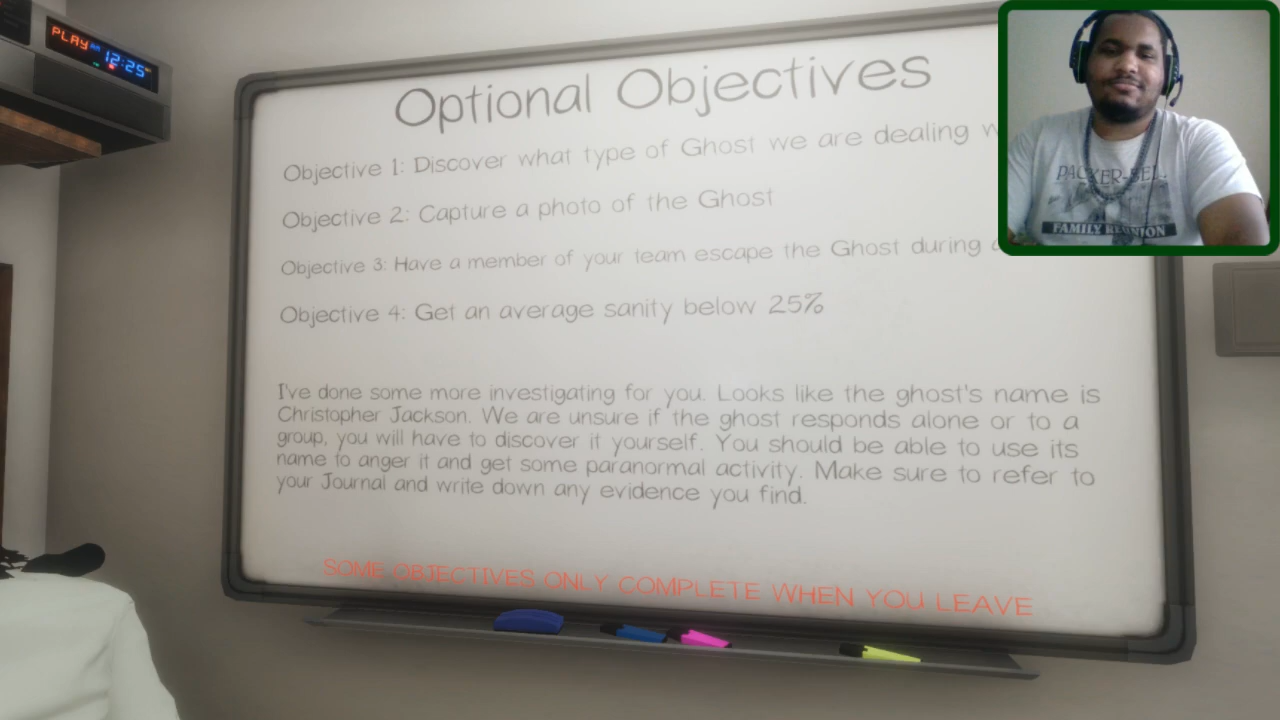 PLAY 12:25
Optional Objectives
Objective 1: Discover what type of Ghost we are dealing
Objective 2: Capture a photo of the Ghost
Objective 3: Have a member of your team escape the Ghost during
Objective 4: Get an average sanity below 25%
I've done some more investigating for you. Looks like the ghost's name is
Christopher Jackson. We are unsure if the ghost responds alone or to a
group, you will have to discover it yourself. You should be able to use its
name to anger it and get some paranormal activity. Make sure to refer to
your Journal and write down any evidence you find.
SOME OBJECTIVES ONLY COMPLETE WHEN YOU LEAVE
FAMILY REUNION